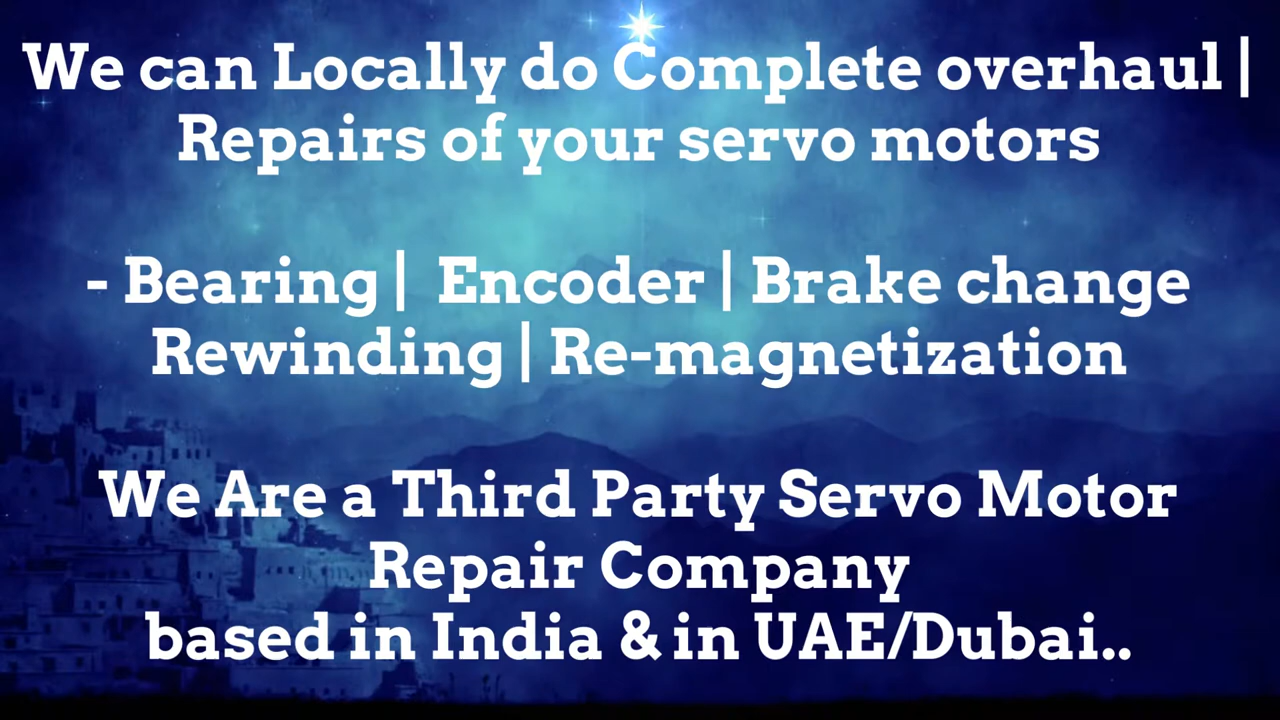 We can Locally do Complete overhaul |
Repairs of your servo motors
- Bearing | Encoder | Brake change
Rewinding | Re-magnetization
We Are a Third Party Servo Motor
Repair Company
based in India & in UAE/Dubai..